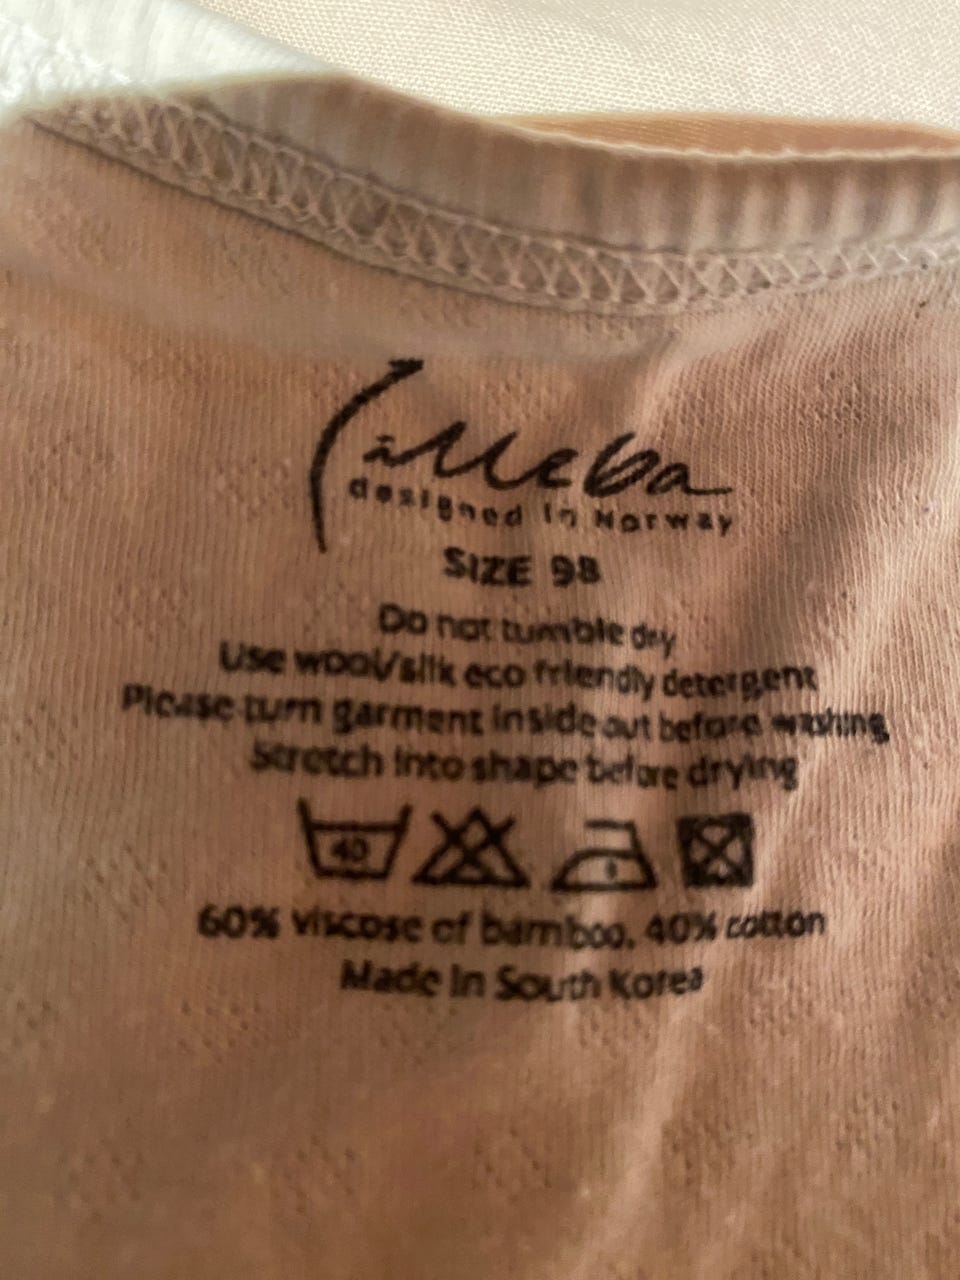 designed in Norway
SIZE 98
Do not tumble dry
Use wool/silk eco friendly detergent
Please turn garment inside out before washing
Stretch into shape before drying
40
60% viscose of bamboo, 40% cotton
Made in South Korea